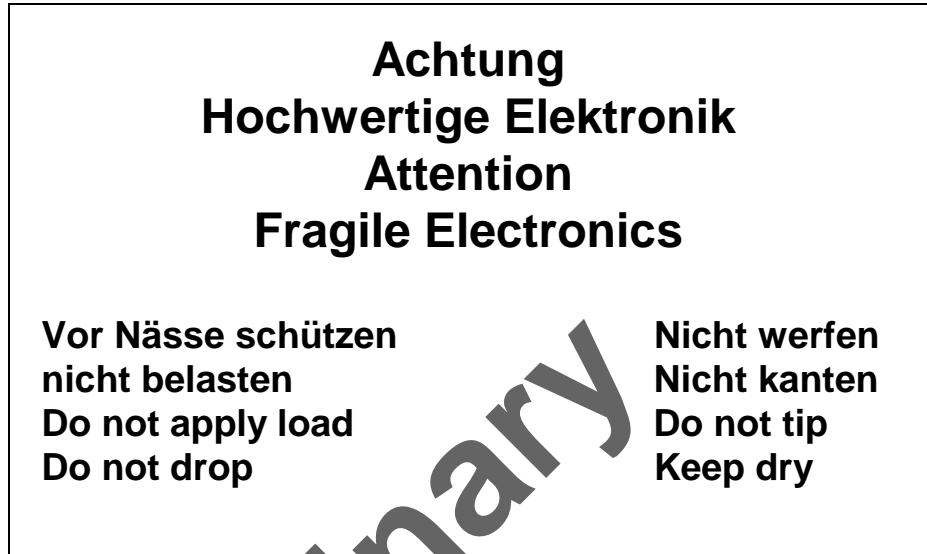 Achtung
Hochwertige Elektronik
Attention
Fragile Electronics
Vor Nässe schützen
nicht belasten
Do not apply load
Do not drop
Nicht werfen
Nicht kanten
Do not tip
Keep dry
inary